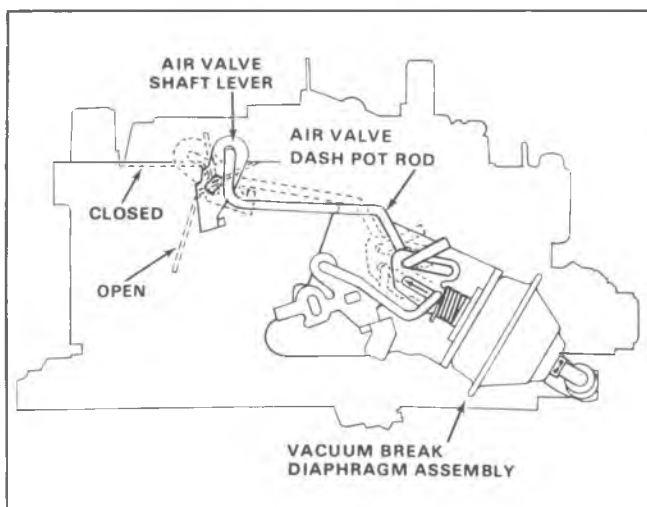 AIR VALVE
SHAFT LEVER
AIR VALVE
DASH POT ROD
CLOSED
OPEN
VACUUM BREAK
DIAPHRAGM ASSEMBLY